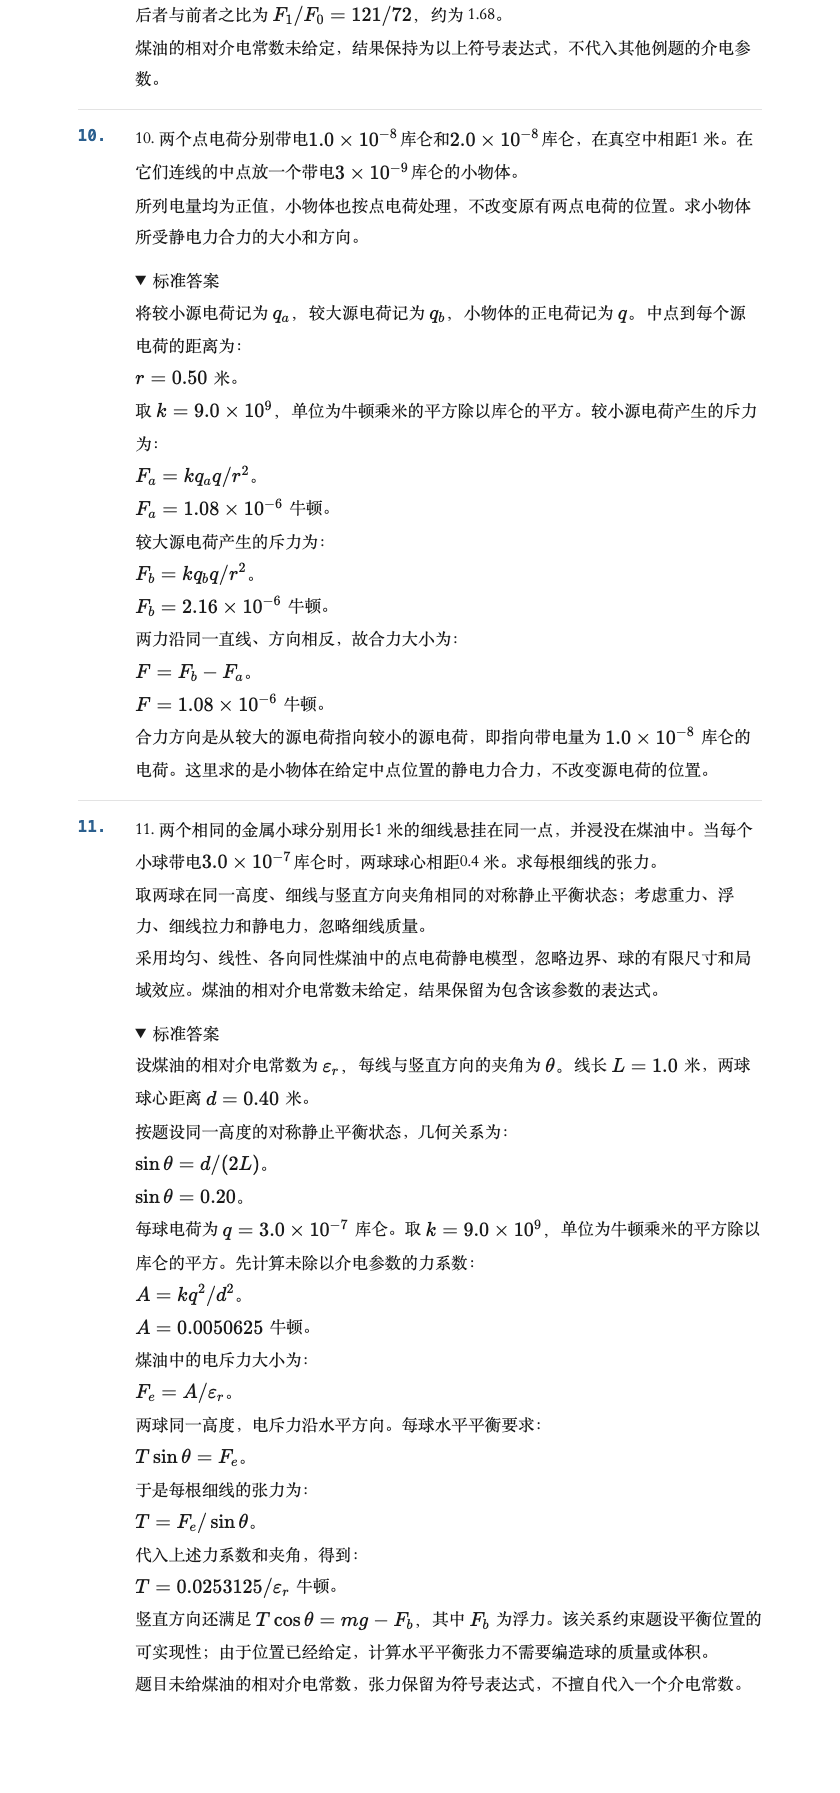 后者与前者之比为 F₁/F₀ = 121/72，约为 1.68。
煤油的相对介电常数未给定，结果保持为以上符号表达式，不代入其他例题的介电参
数。
10. 10. 两个点电荷分别带电1.0 × 10⁻⁸ 库仑和2.0 × 10⁻⁸ 库仑，在真空中相距1 米。在
它们连线的中点放一个带电3 × 10⁻⁹ 库仑的小物体。
所列电量均为正值，小物体也按点电荷处理，不改变原有两点电荷的位置。求小物体
所受静电力合力的大小和方向。
▼ 标准答案
将较小源电荷记为 qₐ，较大源电荷记为 q_b，小物体的正电荷记为 q。中点到每个源
电荷的距离为：
r = 0.50 米。
取 k = 9.0 × 10⁹，单位为牛顿乘米的平方除以库仑的平方。较小源电荷产生的斥力
为：
Fₐ = kqₐq/r²。
Fₐ = 1.08 × 10⁻⁶ 牛顿。
较大源电荷产生的斥力为：
F_b = kq_bq/r²。
F_b = 2.16 × 10⁻⁶ 牛顿。
两力沿同一直线、方向相反，故合力大小为：
F = F_b − Fₐ。
F = 1.08 × 10⁻⁶ 牛顿。
合力方向是从较大的源电荷指向较小的源电荷，即指向带电量为 1.0 × 10⁻⁸ 库仑的
电荷。这里求的是小物体在给定中点位置的静电力合力，不改变源电荷的位置。
11. 11. 两个相同的金属小球分别用长1 米的细线悬挂在同一点，并浸没在煤油中。当每个
小球带电3.0 × 10⁻⁷ 库仑时，两球球心相距0.4 米。求每根细线的张力。
取两球在同一高度、细线与竖直方向夹角相同的对称静止平衡状态；考虑重力、浮
力、细线拉力和静电力，忽略细线质量。
采用均匀、线性、各向同性煤油中的点电荷静电模型，忽略边界、球的有限尺寸和局
域效应。煤油的相对介电常数未给定，结果保留为包含该参数的表达式。
▼ 标准答案
设煤油的相对介电常数为 εᵣ，每线与竖直方向的夹角为 θ。线长 L = 1.0 米，两球
球心距离 d = 0.40 米。
按题设同一高度的对称静止平衡状态，几何关系为：
sin θ = d/(2L)。
sin θ = 0.20。
每球电荷为 q = 3.0 × 10⁻⁷ 库仑。取 k = 9.0 × 10⁹，单位为牛顿乘米的平方除以
库仑的平方。先计算未除以介电参数的力系数：
A = kq²/d²。
A = 0.0050625 牛顿。
煤油中的电斥力大小为：
Fₑ = A/εᵣ。
两球同一高度，电斥力沿水平方向。每球水平平衡要求：
T sin θ = Fₑ。
于是每根细线的张力为：
T = Fₑ/ sin θ。
代入上述力系数和夹角，得到：
T = 0.0253125/εᵣ 牛顿。
竖直方向还满足 T cos θ = mg − F_b，其中 F_b 为浮力。该关系约束题设平衡位置的
可实现性；由于位置已经给定，计算水平平衡张力不需要编造球的质量或体积。
题目未给煤油的相对介电常数，张力保留为符号表达式，不擅自代入一个介电常数。